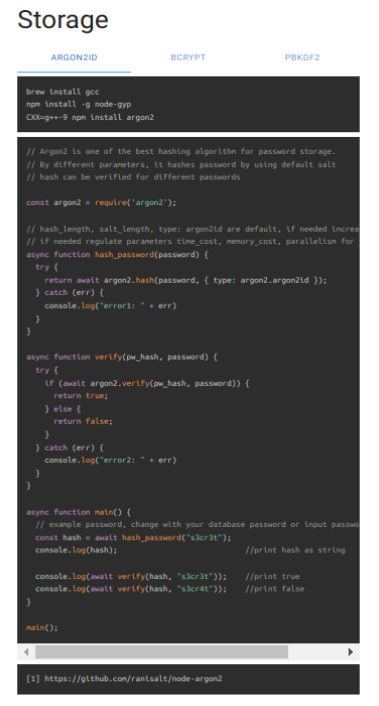 Storage
ARGON2ID BCRYPT PBKDF2
brew install gcc
npm install -g node-gyp
CXX=g++-9 npm install argon2
// Argon2 is one of the best hashing algorithm for password storage.
// By different parameters, it hashes password by using default salt
// hash can be verified for different passwords
const argon2 = require('argon2');
// hash_length, salt_length, type: argon2id are default, if needed increa
// if needed regulate parameters time_cost, memory_cost, parallelism for
async function hash_password(password) {
  try {
    return await argon2.hash(password, { type: argon2.argon2id });
  } catch (err) {
    console.log("error1: " + err)
  }
}
async function verify(pw_hash, password) {
  try {
    if (await argon2.verify(pw_hash, password)) {
      return true;
    } else {
      return false;
    }
  } catch (err) {
    console.log("error2: " + err)
  }
}
async function main() {
  // example password, change with your database password or input passwo
  const hash = await hash_password("s3cr3t");
  console.log(hash); //print hash as string
  console.log(await verify(hash, "s3cr3t")); //print true
  console.log(await verify(hash, "s3cr4t")); //print false
}
main();
[1] https://github.com/ranisalt/node-argon2